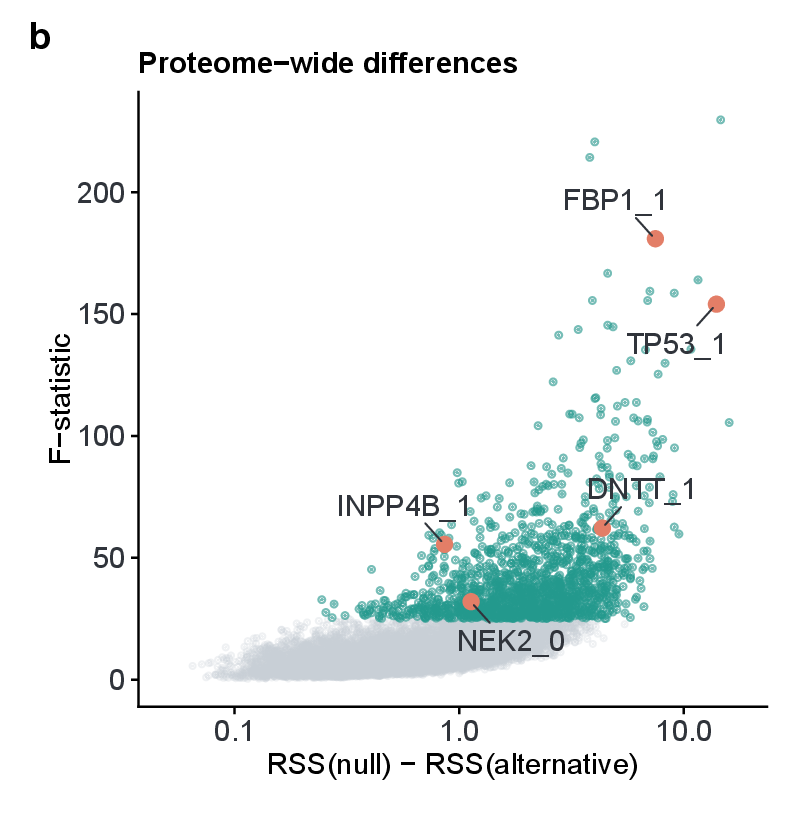 b
Proteome−wide differences
F−statistic
200
150
100
50
0
FBP1_1
TP53_1
DNTT_1
INPP4B_1
NEK2_0
0.1
1.0
10.0
RSS(null) − RSS(alternative)